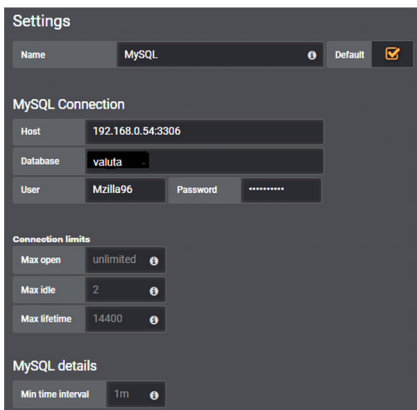 Settings
Name MySQL Default
MySQL Connection
Host 192.168.0.54:3306
Database valuta
User Mzilla96 Password ••••••••••
Connection limits
Max open unlimited
Max idle 2
Max lifetime 14400
MySQL details
Min time interval 1m